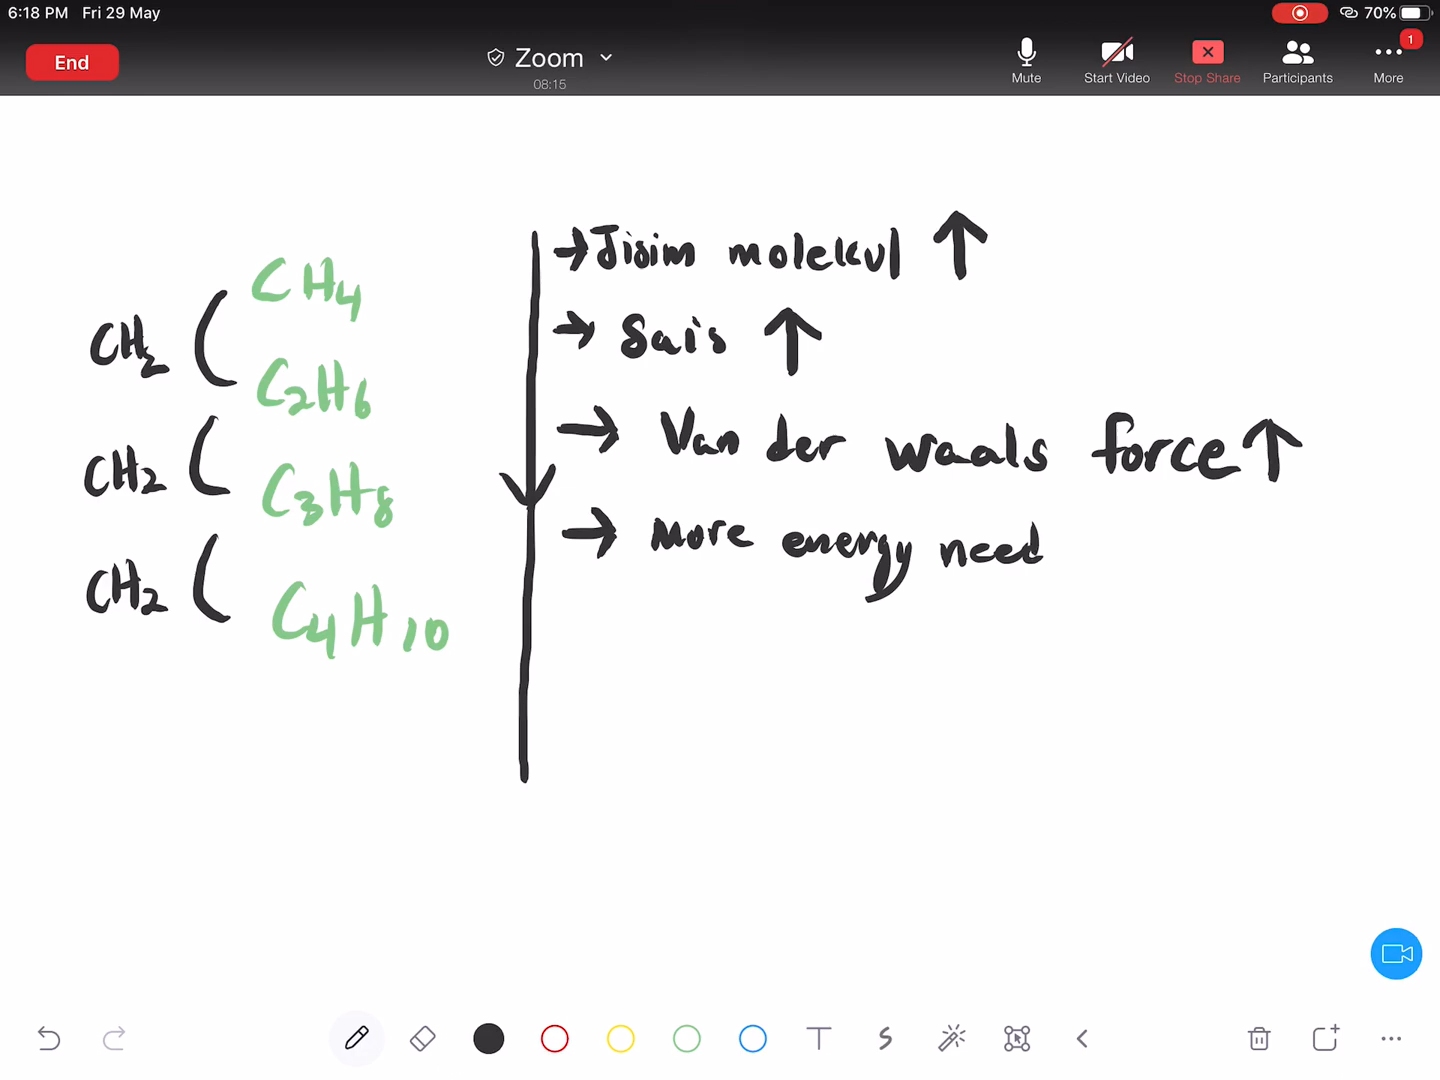 6:18 PM Fri 29 May
70%
End
Zoom
08:15
Mute
Start Video
Stop Share
Participants
More
1
CH4
CH2
C2H6
CH2
C3H8
CH2
C4H10
→ Jisim molekul ↑
→ Sais ↑
→ Van der waals force ↑
→ More energy need
T